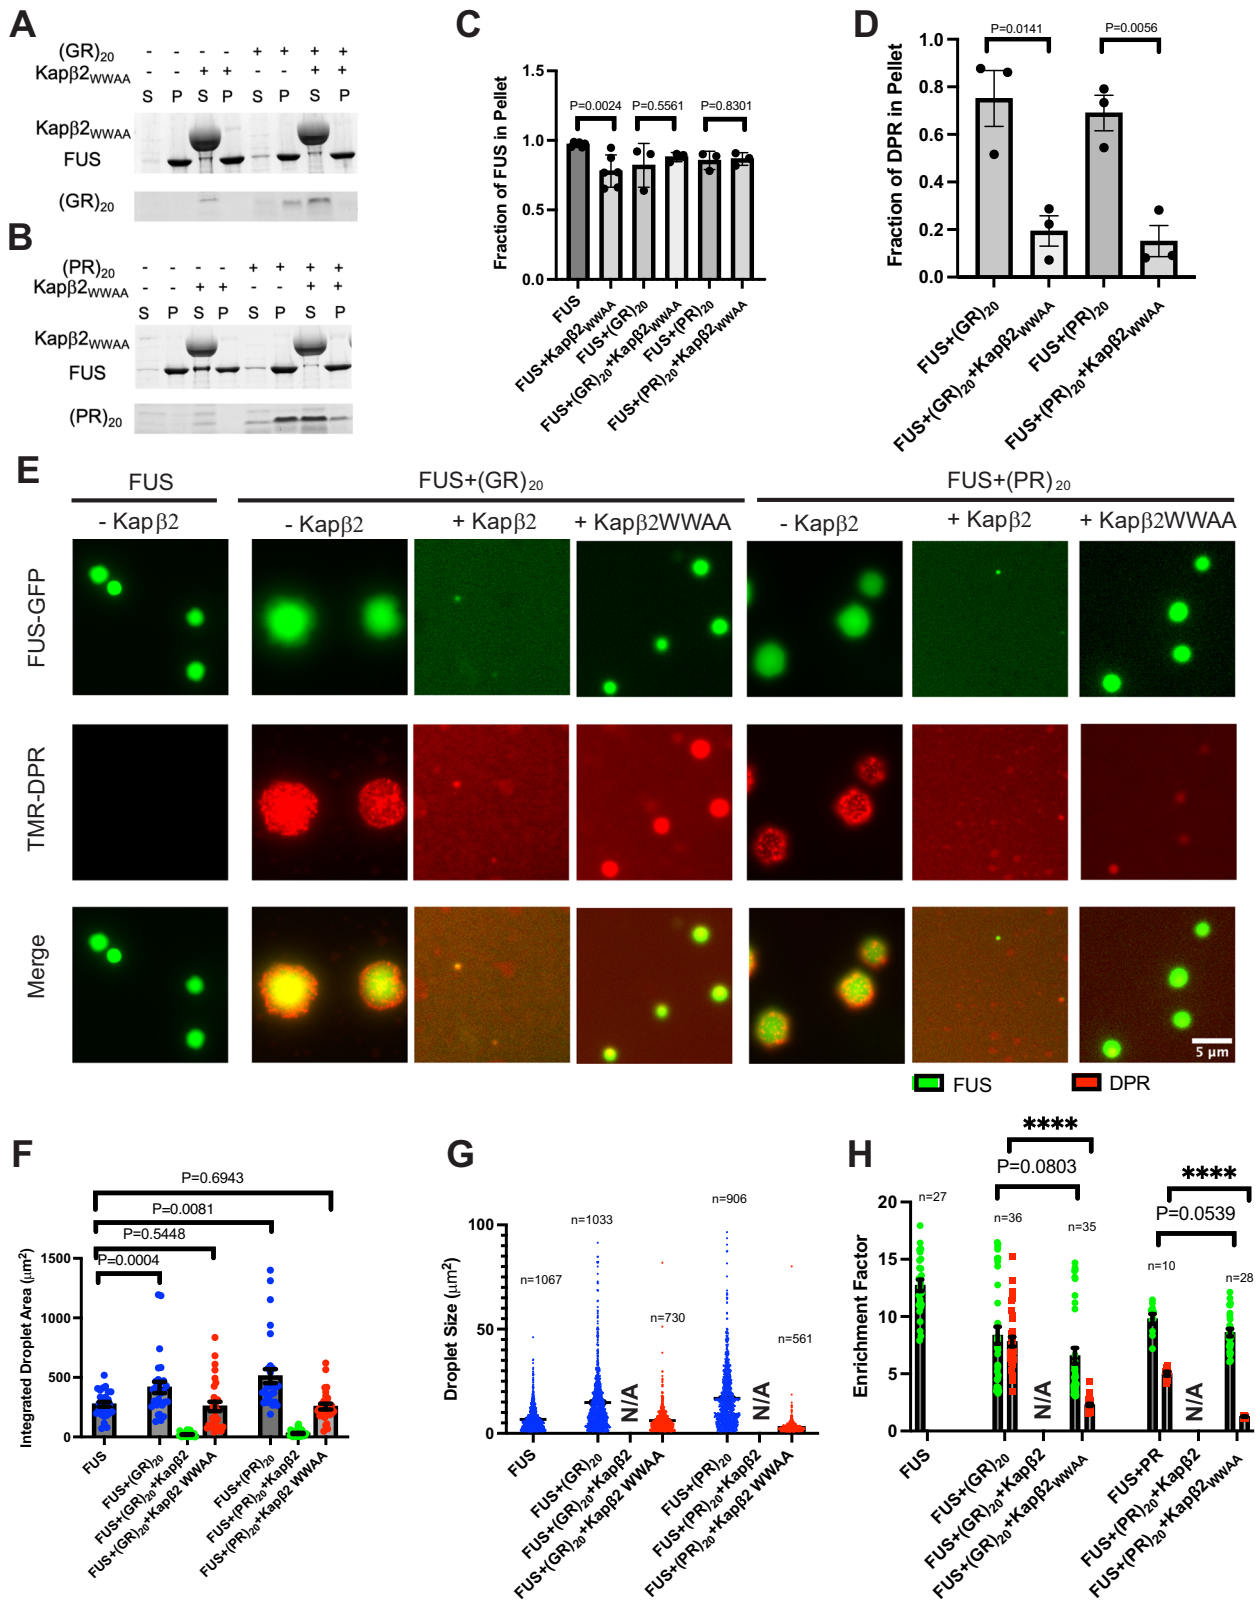 A
(GR)20 - - - - + + + +
Kapβ2WWAA - - + + - - + +
S P S P S P S P
Kapβ2WWAA
FUS
(GR)20
B
(PR)20 - - - - + + + +
Kapβ2WWAA - - + + - - + +
S P S P S P S P
Kapβ2WWAA
FUS
(PR)20
C
Fraction of FUS in Pellet
1.5
1.0
0.5
0.0
P=0.0024 P=0.5561 P=0.8301
FUS
FUS+Kapβ2WWAA
FUS+(GR)20
FUS+(GR)20+Kapβ2WWAA
FUS+(PR)20
FUS+(PR)20+Kapβ2WWAA
D
Fraction of DPR in Pellet
1.0
0.8
0.6
0.4
0.2
0.0
P=0.0141 P=0.0056
FUS+(GR)20
FUS+(GR)20+Kapβ2WWAA
FUS+(PR)20
FUS+(PR)20+Kapβ2WWAA
E
FUS FUS+(GR)20 FUS+(PR)20
- Kapβ2 - Kapβ2 + Kapβ2 + Kapβ2WWAA - Kapβ2 + Kapβ2 + Kapβ2WWAA
FUS-GFP
TMR-DPR
Merge
5 µm
FUS DPR
F
Integrated Droplet Area (µm2)
1500
1000
500
0
P=0.6943
P=0.0081
P=0.5448
P=0.0004
FUS
FUS+(GR)20
FUS+(GR)20+Kapβ2
FUS+(GR)20+Kapβ2 WWAA
FUS+(PR)20
FUS+(PR)20+Kapβ2
FUS+(PR)20+Kapβ2 WWAA
G
Droplet Size (µm2)
100
50
0
n=1067
n=1033
N/A
n=730
n=906
N/A
n=561
FUS
FUS+(GR)20
FUS+(GR)20+Kapβ2
FUS+(GR)20+Kapβ2 WWAA
FUS+(PR)20
FUS+(PR)20+Kapβ2
FUS+(PR)20+Kapβ2 WWAA
H
Enrichment Factor
20
15
10
5
0
****
P=0.0803
****
P=0.0539
n=27
n=36
N/A
n=35
n=10
N/A
n=28
FUS
FUS+(GR)20
FUS+(GR)20+Kapβ2
FUS+(GR)20+Kapβ2WWAA
FUS+PR
FUS+(PR)20+Kapβ2
FUS+(PR)20+Kapβ2WWAA